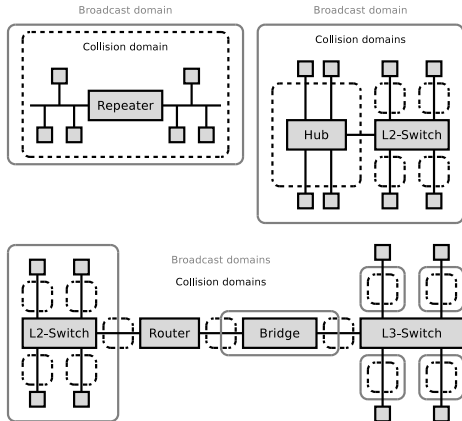 Broadcast domain
Collision domain
Repeater
Broadcast domain
Collision domains
Hub
L2-Switch
Broadcast domains
Collision domains
L2-Switch
Router
Bridge
L3-Switch